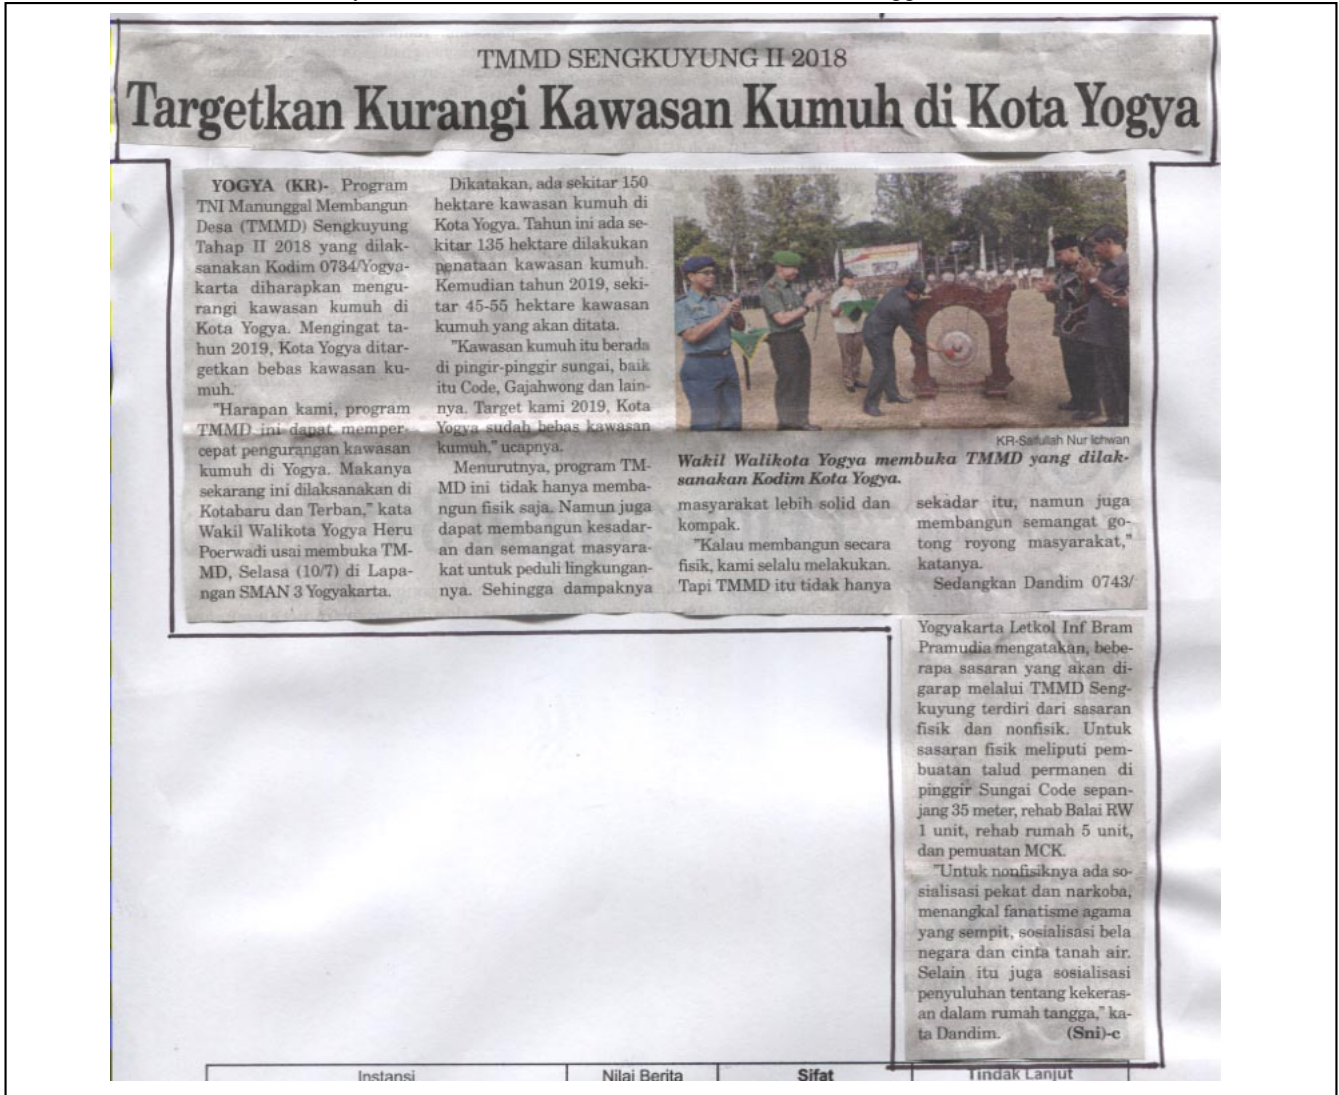 TMMD SENGKUYUNG II 2018
Targetkan Kurangi Kawasan Kumuh di Kota Yogya
YOGYA (KR)- Program
TNI Manunggal Membangun
Desa (TMMD) Sengkuyung
Tahap II 2018 yang dilak-
sanakan Kodim 0734/Yogya-
karta diharapkan mengu-
rangi kawasan kumuh di
Kota Yogya. Mengingat ta-
hun 2019, Kota Yogya ditar-
getkan bebas kawasan ku-
muh.
"Harapan kami, program
TMMD ini dapat memper-
cepat pengurangan kawasan
kumuh di Yogya. Makanya
sekarang ini dilaksanakan di
Kotabaru dan Terban," kata
Wakil Walikota Yogya Heru
Poerwadi usai membuka TM-
MD, Selasa (10/7) di Lapa-
ngan SMAN 3 Yogyakarta.
Dikatakan, ada sekitar 150
hektare kawasan kumuh di
Kota Yogya. Tahun ini ada se-
kitar 135 hektare dilakukan
penataan kawasan kumuh.
Kemudian tahun 2019, seki-
tar 45-55 hektare kawasan
kumuh yang akan ditata.
"Kawasan kumuh itu berada
di pingir-pinggir sungai, baik
itu Code, Gajahwong dan lain-
nya. Target kami 2019, Kota
Yogya sudah bebas kawasan
kumuh," ucapnya.
Menurutnya, program TM-
MD ini tidak hanya memba-
ngun fisik saja. Namun juga
dapat membangun kesadar-
an dan semangat masyara-
kat untuk peduli lingkungan-
nya. Sehingga dampaknya
KR-Saifullah Nur Ichwan
Wakil Walikota Yogya membuka TMMD yang dilak-
sanakan Kodim Kota Yogya.
masyarakat lebih solid dan
kompak.
"Kalau membangun secara
fisik, kami selalu melakukan.
Tapi TMMD itu tidak hanya
sekadar itu, namun juga
membangun semangat go-
tong royong masyarakat,"
katanya.
Sedangkan Dandim 0743/
Yogyakarta Letkol Inf Bram
Pramudia mengatakan, bebe-
rapa sasaran yang akan di-
garap melalui TMMD Seng-
kuyung terdiri dari sasaran
fisik dan nonfisik. Untuk
sasaran fisik meliputi pem-
buatan talud permanen di
pinggir Sungai Code sepan-
jang 35 meter, rehab Balai RW
1 unit, rehab rumah 5 unit,
dan pemuatan MCK.
"Untuk nonfisiknya ada so-
sialisasi pekat dan narkoba,
menangkal fanatisme agama
yang sempit, sosialisasi bela
negara dan cinta tanah air.
Selain itu juga sosialisasi
penyuluhan tentang kekeras-
an dalam rumah tangga," ka-
ta Dandim. (Sni)-c
Instansi Nilai Berita Sifat Tindak Lanjut